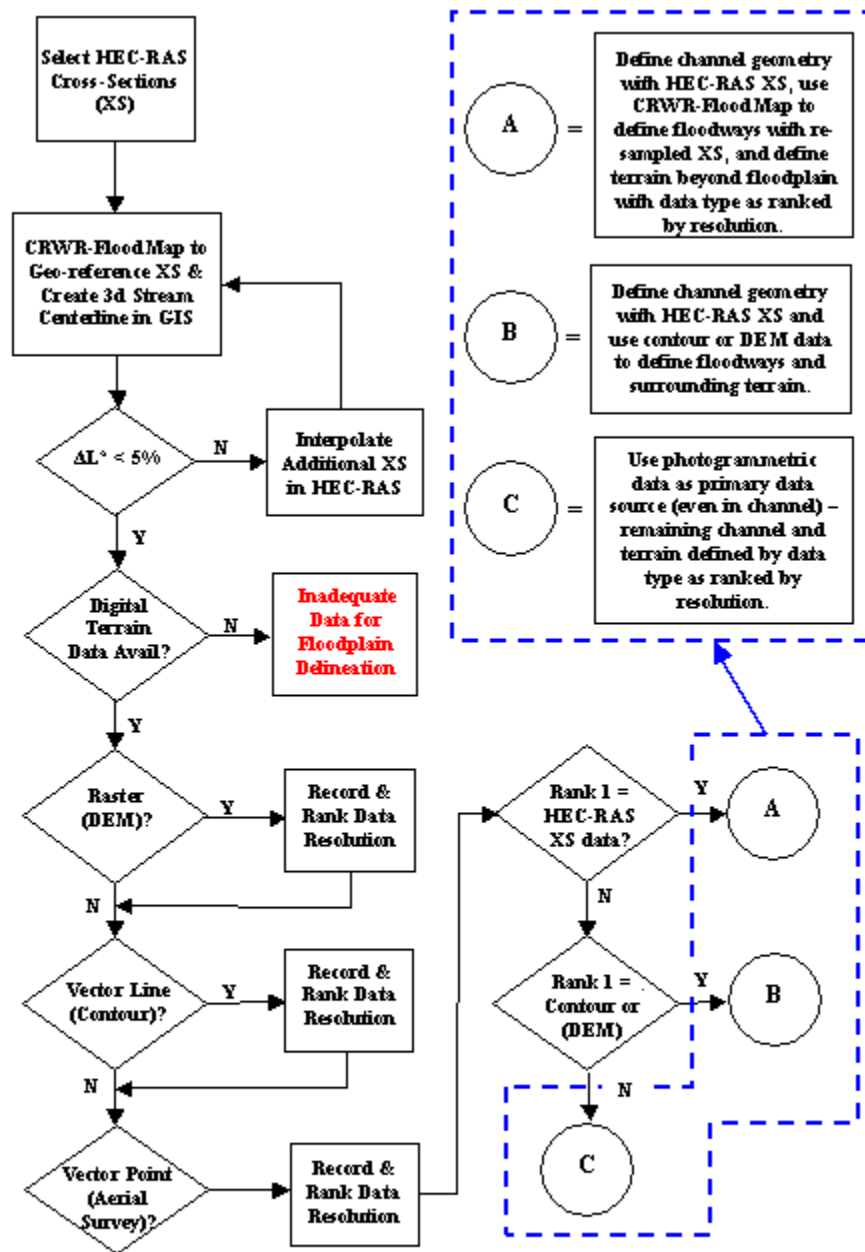 Select HEC-RAS
Cross-Sections
(XS)
CRWR-FloodMap to
Geo-reference XS &
Create 3d Stream
Centerline in GIS
ΔL* < 5%
N
Interpolate
Additional XS
in HEC-RAS
Y
Digital
Terrain
Data Avail?
N
Inadequate
Data for
Floodplain
Delineation
Y
Raster
(DEM)?
Y
Record &
Rank Data
Resolution
N
Vector Line
(Contour)?
Y
Record &
Rank Data
Resolution
N
Vector Point
(Aerial
Survey)?
Record &
Rank Data
Resolution
Rank 1 =
HEC-RAS
XS data?
Y
A
N
Rank 1 =
Contour or
(DEM)
Y
B
N
C
A
=
Define channel geometry
with HEC-RAS XS, use
CRWR-FloodMap to
define floodways with re-
sampled XS, and define
terrain beyond floodplain
with data type as ranked
by resolution.
B
=
Define channel geometry
with HEC-RAS XS and
use contour or DEM data
to define floodways and
surrounding terrain.
C
=
Use photogrammetric
data as primary data
source (even in channel) –
remaining channel and
terrain defined by data
type as ranked by
resolution.